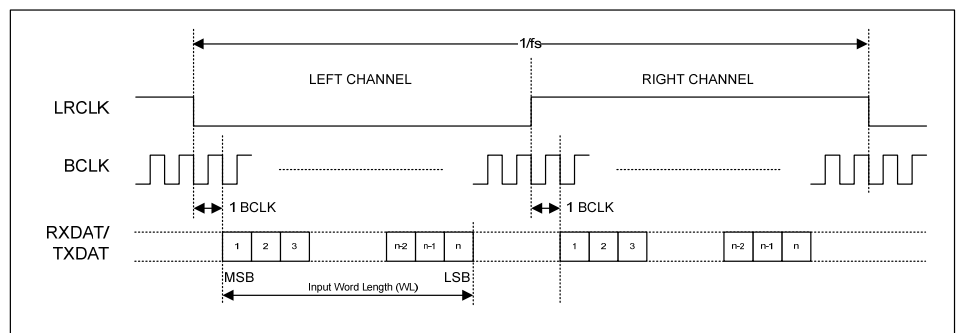 1/fs
LEFT CHANNEL RIGHT CHANNEL
LRCLK
BCLK
1 BCLK 1 BCLK
RXDAT/
TXDAT
1 2 3 n-2 n-1 n 1 2 3 n-2 n-1 n
MSB LSB
Input Word Length (WL)